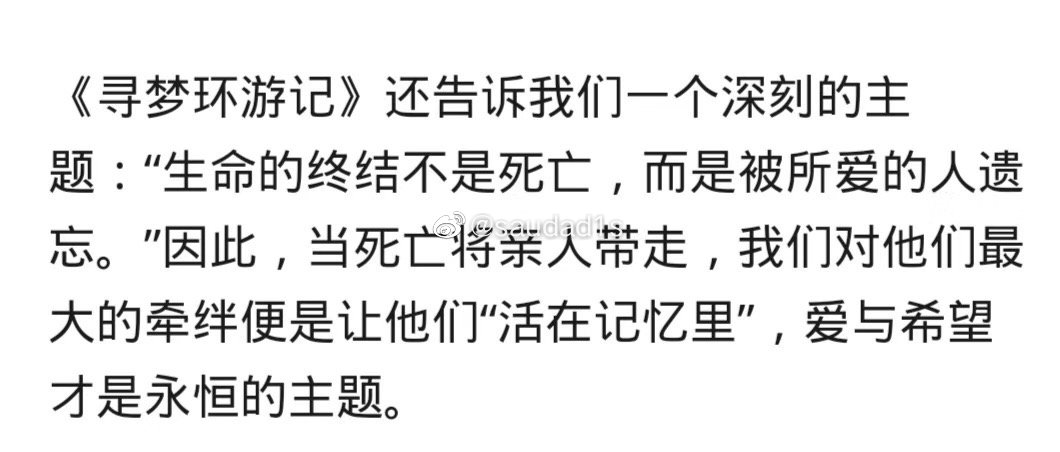 《寻梦环游记》还告诉我们一个深刻的主
题：“生命的终结不是死亡，而是被所爱的人遗
忘。”因此，当死亡将亲人带走，我们对他们最
大的牵绊便是让他们“活在记忆里”，爱与希望
才是永恒的主题。
@saudad1s